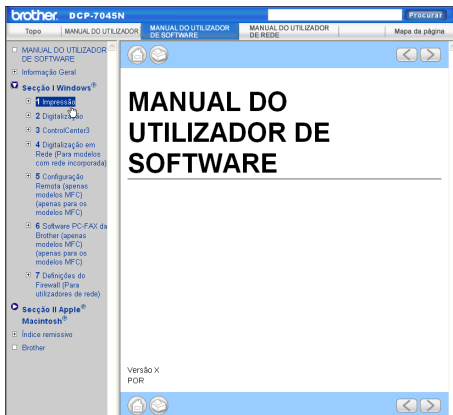 brother DCP-7045N
Procurar
Topo
MANUAL DO UTILIZADOR
MANUAL DO UTILIZADOR
DE SOFTWARE
MANUAL DO UTILIZADOR
DE REDE
Mapa da página
MANUAL DO UTILIZADOR
DE SOFTWARE
Informação Geral
Secção I Windows®
1 Impressão
2 Digitalização
3 ControlCenter3
4 Digitalização em
Rede (Para modelos
com rede incorporada)
5 Configuração
Remota (apenas
modelos MFC)
(apenas para os
modelos MFC)
6 Software PC-FAX da
Brother (apenas
modelos MFC)
(apenas para os
modelos MFC)
7 Definições do
Firewall (Para
utilizadores de rede)
Secção II Apple®
Macintosh®
Índice remissivo
Brother
MANUAL DO
UTILIZADOR DE
SOFTWARE
Versão X
POR